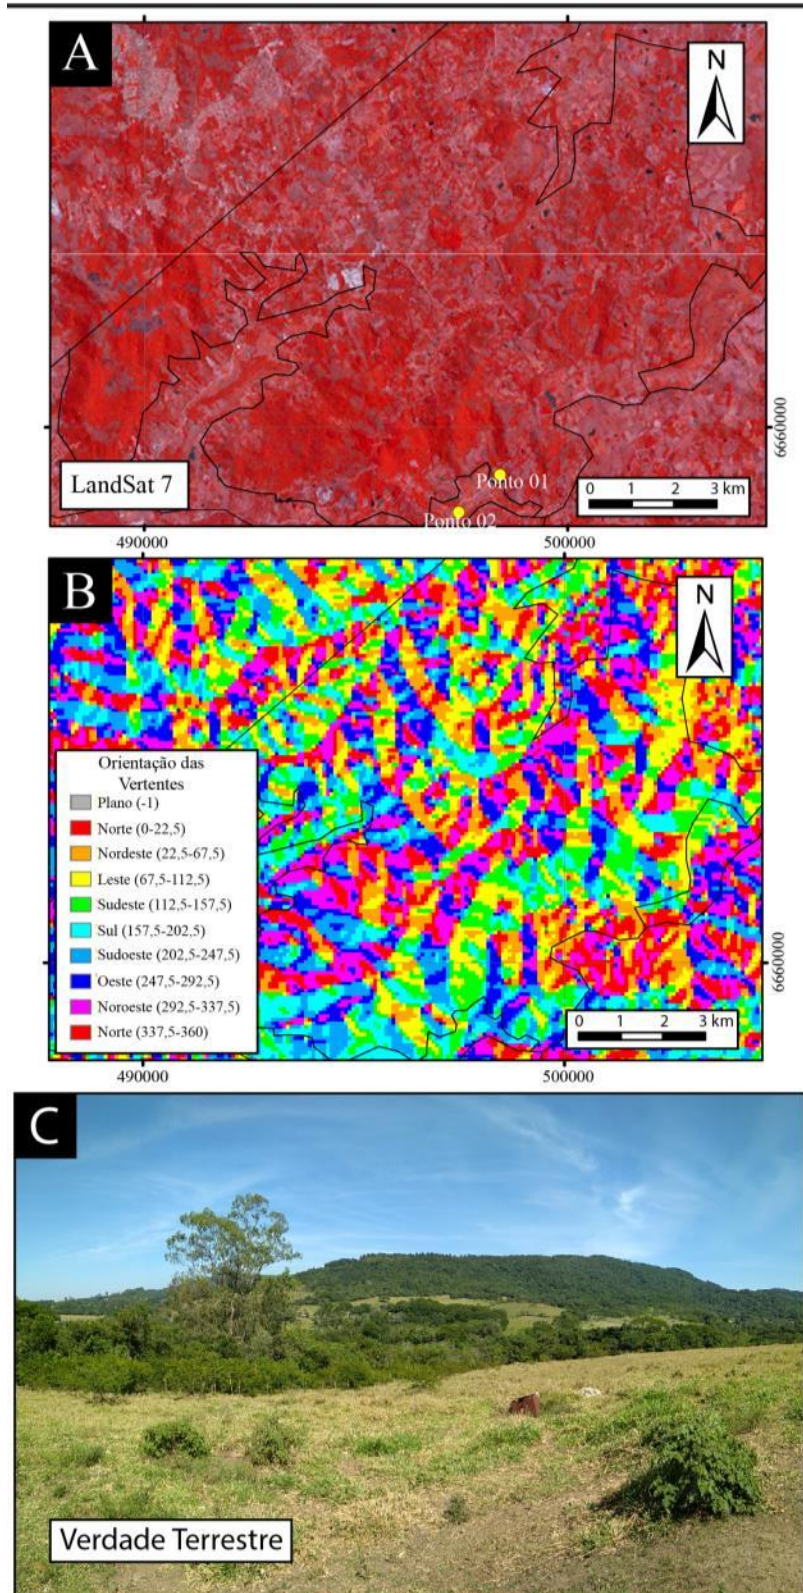 A
N
LandSat 7
Ponto 01
Ponto 02
0 1 2 3 km
6660000
490000
500000
B
N
Orientação das
Vertentes
Plano (-1)
Norte (0-22,5)
Nordeste (22,5-67,5)
Leste (67,5-112,5)
Sudeste (112,5-157,5)
Sul (157,5-202,5)
Sudoeste (202,5-247,5)
Oeste (247,5-292,5)
Noroeste (292,5-337,5)
Norte (337,5-360)
0 1 2 3 km
6660000
490000
500000
C
Verdade Terrestre